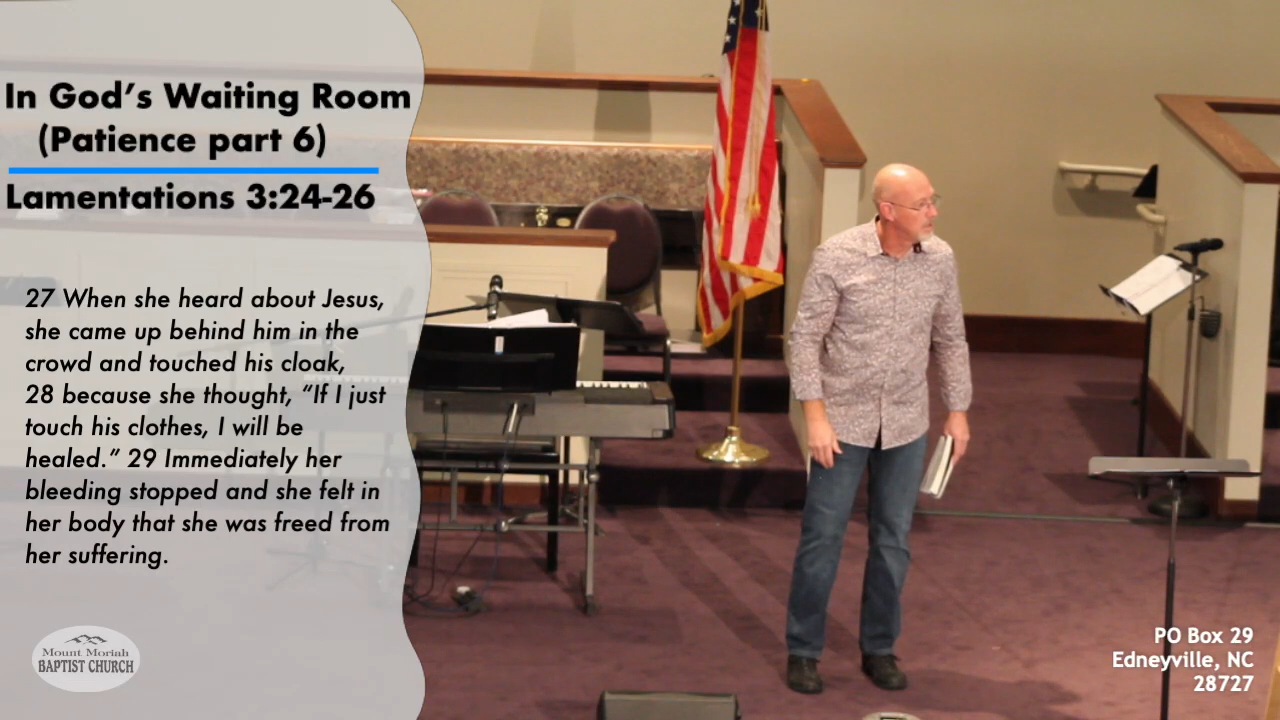 In God's Waiting Room
(Patience part 6)
Lamentations 3:24-26
27 When she heard about Jesus,
she came up behind him in the
crowd and touched his cloak,
28 because she thought, "If I just
touch his clothes, I will be
healed." 29 Immediately her
bleeding stopped and she felt in
her body that she was freed from
her suffering.
Mount Moriah
BAPTIST CHURCH
PO Box 29
Edneyville, NC
28727